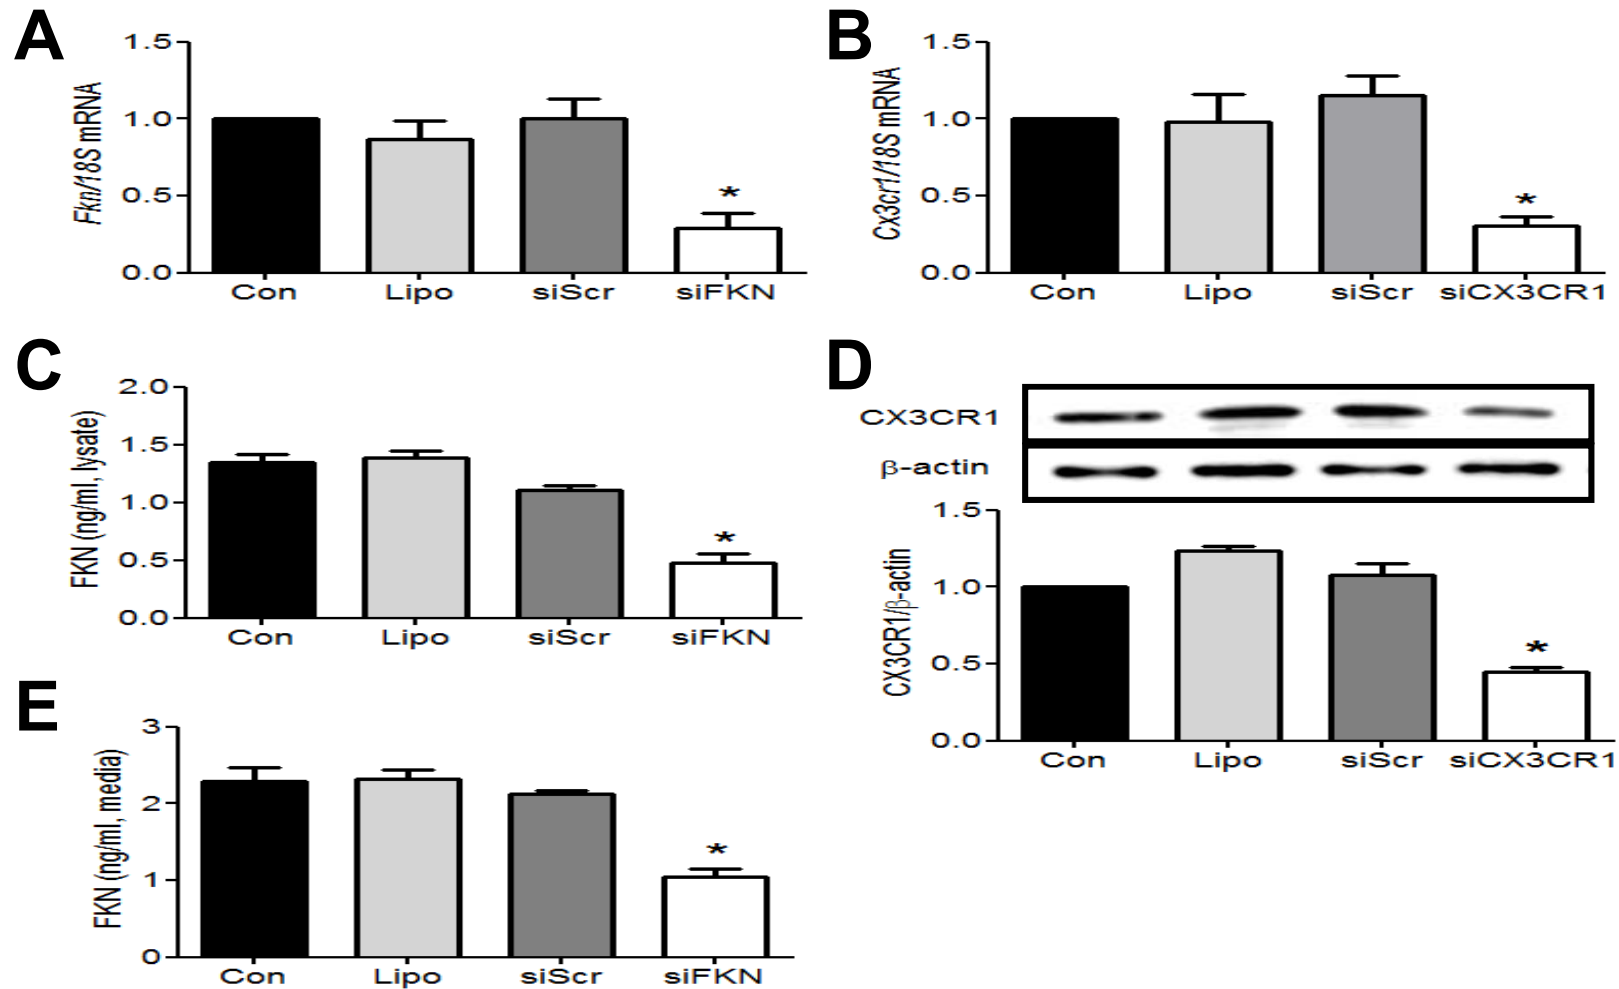 A
Fkn/18S mRNA
1.5
1.0
0.5
0.0
Con Lipo siScr siFKN
*
B
Cx3cr1/18S mRNA
1.5
1.0
0.5
0.0
Con Lipo siScr siCX3CR1
*
C
FKN (ng/ml, lysate)
2.0
1.5
1.0
0.5
0.0
Con Lipo siScr siFKN
*
D
CX3CR1
β-actin
CX3CR1/β-actin
1.5
1.0
0.5
0.0
Con Lipo siScr siCX3CR1
*
E
FKN (ng/ml, media)
3
2
1
0
Con Lipo siScr siFKN
*